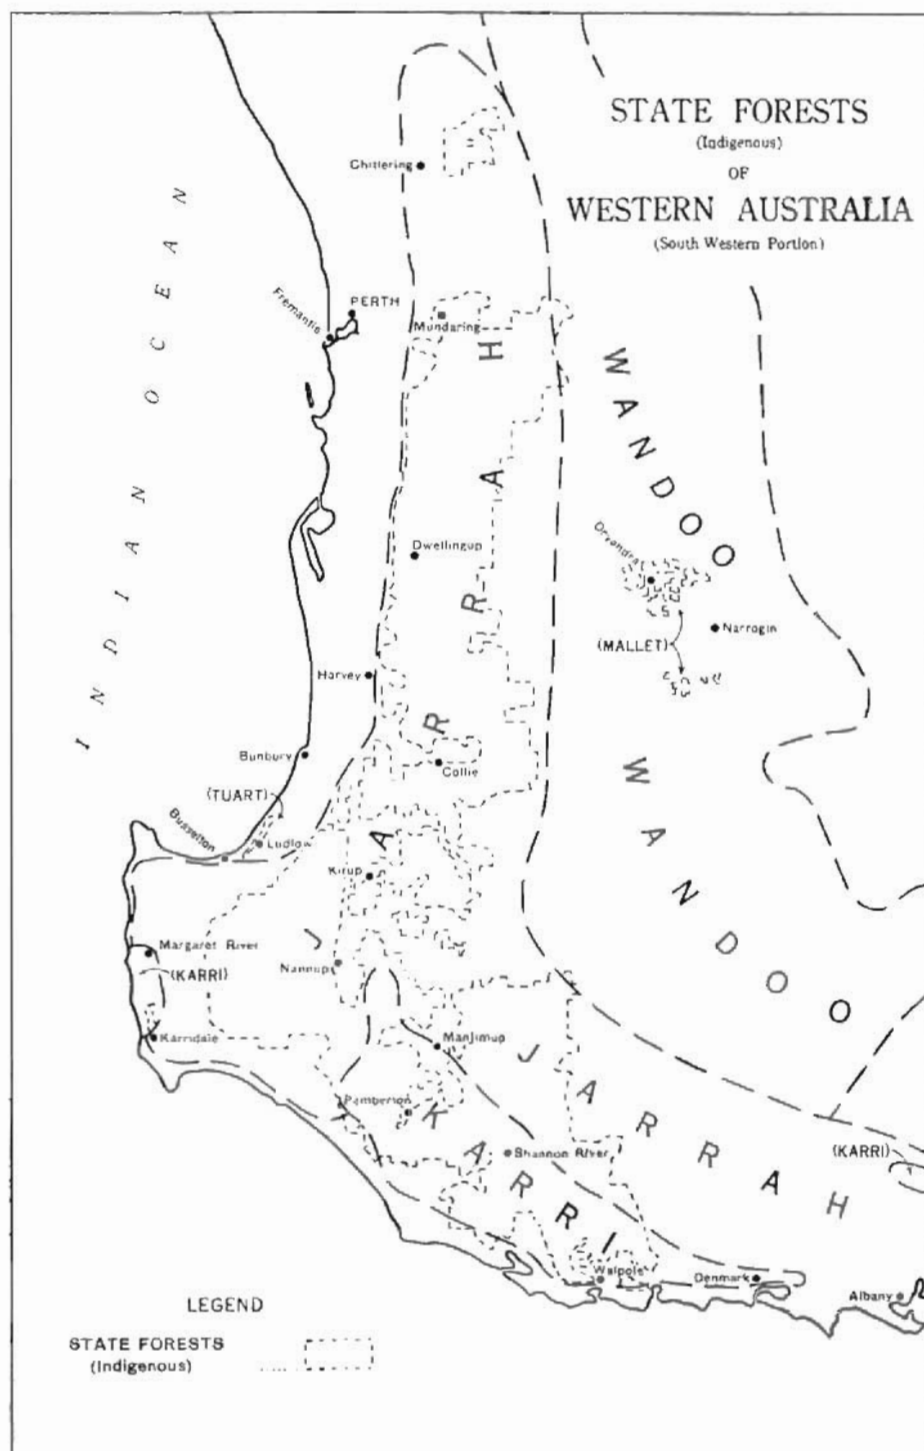 STATE FORESTS
(Indigenous)
OF
WESTERN AUSTRALIA
(South Western Portion)
INDIAN OCEAN
Chittering
PERTH
Fremantle
Mundaring
WANDOO
Dwellingup
Dryandra
Narrogin
(MALLET)
Harvey
Bunbury
Collie
(TUART)
Busselton
Ludlow
Kirup
JARRAH
WANDOO
Margaret River
(KARRI)
Nannup
Karridale
Manjimup
JARRAH
Pemberton
KARRI
Shannon River
(KARRI)
Walpole
Denmark
Albany
LEGEND
STATE FORESTS
(Indigenous)